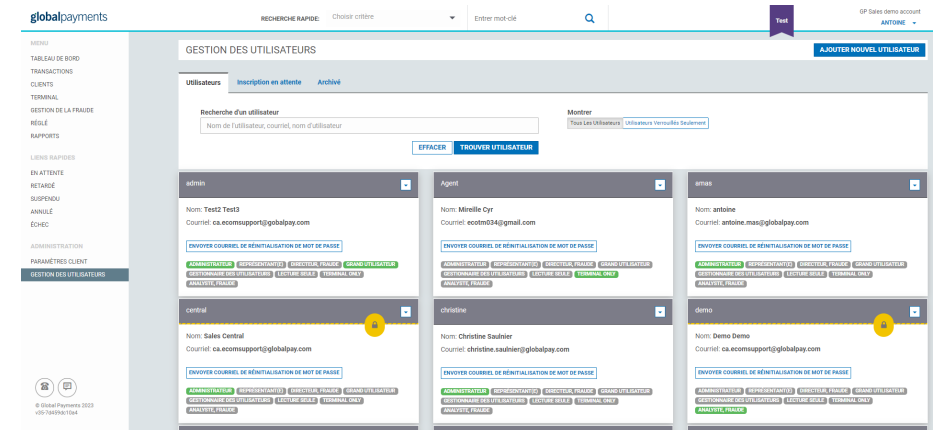 globalpayments
RECHERCHE RAPIDE: Choisir critère Entrer mot-clé
Test
GP Sales demo account
ANTOINE
MENU
TABLEAU DE BORD
TRANSACTIONS
CLIENTS
TERMINAL
GESTION DE LA FRAUDE
RÉGLÉ
RAPPORTS
LIENS RAPIDES
EN ATTENTE
RETARDÉ
SUSPENDU
ANNULÉ
ÉCHEC
ADMINISTRATION
PARAMÈTRES CLIENT
GESTION DES UTILISATEURS
© Global Payments 2023
v35-7d459dc10a4
GESTION DES UTILISATEURS
AJOUTER NOUVEL UTILISATEUR
Utilisateurs Inscription en attente Archivé
Recherche d'un utilisateur
Nom de l'utilisateur, courriel, nom d'utilisateur
Montrer
Tous Les Utilisateurs Utilisateurs Verrouillés Seulement
EFFACER TROUVER UTILISATEUR
admin
Nom: Test2 Test3
Courriel: ca.ecomsupport@gobalpay.com
ENVOYER COURRIEL DE RÉINITIALISATION DE MOT DE PASSE
ADMINISTRATEUR REPRÉSENTANT(E) DIRECTEUR, FRAUDE GRAND UTILISATEUR
GESTIONNAIRE DES UTILISATEURS LECTURE SEULE TERMINAL ONLY
ANALYSTE, FRAUDE
Agent
Nom: Mireille Cyr
Courriel: ecotm034@gmail.com
ENVOYER COURRIEL DE RÉINITIALISATION DE MOT DE PASSE
ADMINISTRATEUR REPRÉSENTANT(E) DIRECTEUR, FRAUDE GRAND UTILISATEUR
GESTIONNAIRE DES UTILISATEURS LECTURE SEULE TERMINAL ONLY
ANALYSTE, FRAUDE
amas
Nom: antoine
Courriel: antoine.mas@globalpay.com
ENVOYER COURRIEL DE RÉINITIALISATION DE MOT DE PASSE
ADMINISTRATEUR REPRÉSENTANT(E) DIRECTEUR, FRAUDE GRAND UTILISATEUR
GESTIONNAIRE DES UTILISATEURS LECTURE SEULE TERMINAL ONLY
ANALYSTE, FRAUDE
central
Nom: Sales Central
Courriel: ca.ecomsupport@globalpay.com
ENVOYER COURRIEL DE RÉINITIALISATION DE MOT DE PASSE
ADMINISTRATEUR REPRÉSENTANT(E) DIRECTEUR, FRAUDE GRAND UTILISATEUR
GESTIONNAIRE DES UTILISATEURS LECTURE SEULE TERMINAL ONLY
ANALYSTE, FRAUDE
christine
Nom: Christine Saulnier
Courriel: christine.saulnier@globalpay.com
ENVOYER COURRIEL DE RÉINITIALISATION DE MOT DE PASSE
ADMINISTRATEUR REPRÉSENTANT(E) DIRECTEUR, FRAUDE GRAND UTILISATEUR
GESTIONNAIRE DES UTILISATEURS LECTURE SEULE TERMINAL ONLY
ANALYSTE, FRAUDE
demo
Nom: Demo Demo
Courriel: ca.ecomsupport@globalpay.com
ENVOYER COURRIEL DE RÉINITIALISATION DE MOT DE PASSE
ADMINISTRATEUR REPRÉSENTANT(E) DIRECTEUR, FRAUDE GRAND UTILISATEUR
GESTIONNAIRE DES UTILISATEURS LECTURE SEULE TERMINAL ONLY
ANALYSTE, FRAUDE